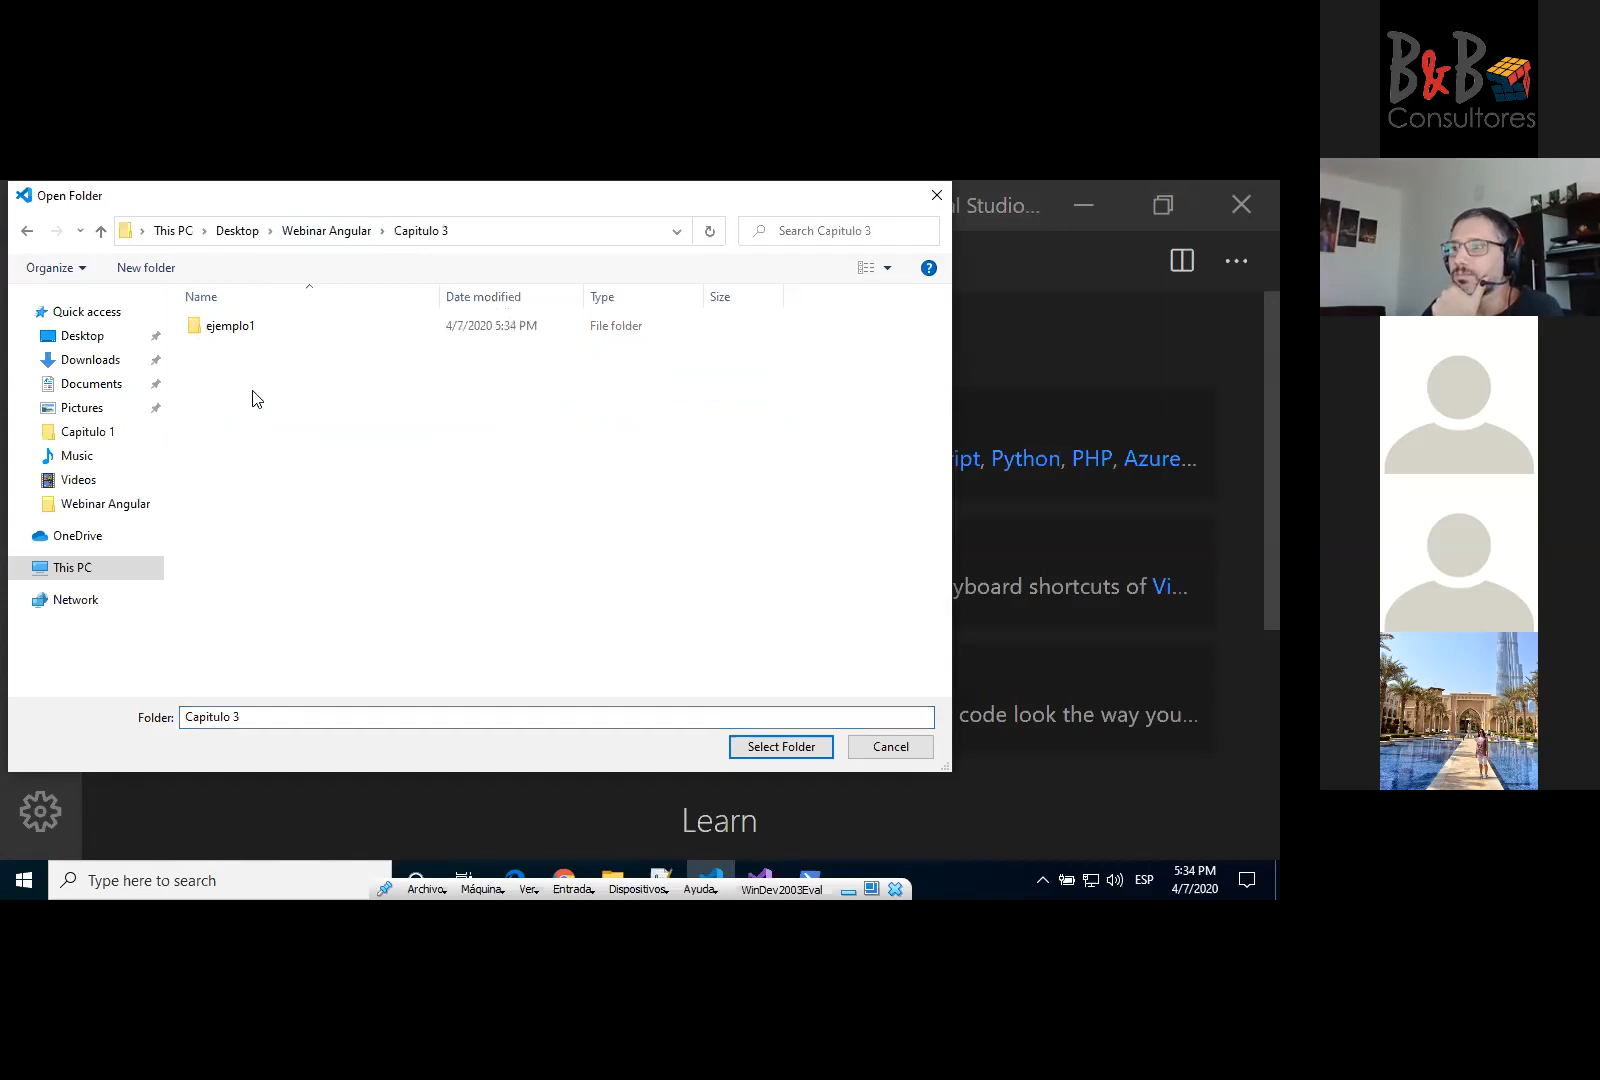 B&B
Consultores
Open Folder
l Studio...
This PC > Desktop > Webinar Angular > Capitulo 3
Search Capitulo 3
Organize
New folder
Name
Date modified
Type
Size
Quick access
ejemplo1
4/7/2020 5:34 PM
File folder
Desktop
Downloads
Documents
Pictures
Capitulo 1
Music
Videos
Webinar Angular
OneDrive
This PC
Network
ript, Python, PHP, Azure...
yboard shortcuts of Vi...
code look the way you...
Folder: Capitulo 3
Select Folder
Cancel
Learn
Type here to search
Archivo
Máquina
Ver
Entrada
Dispositivos
Ayuda
WinDev2003Eval
ESP
5:34 PM
4/7/2020